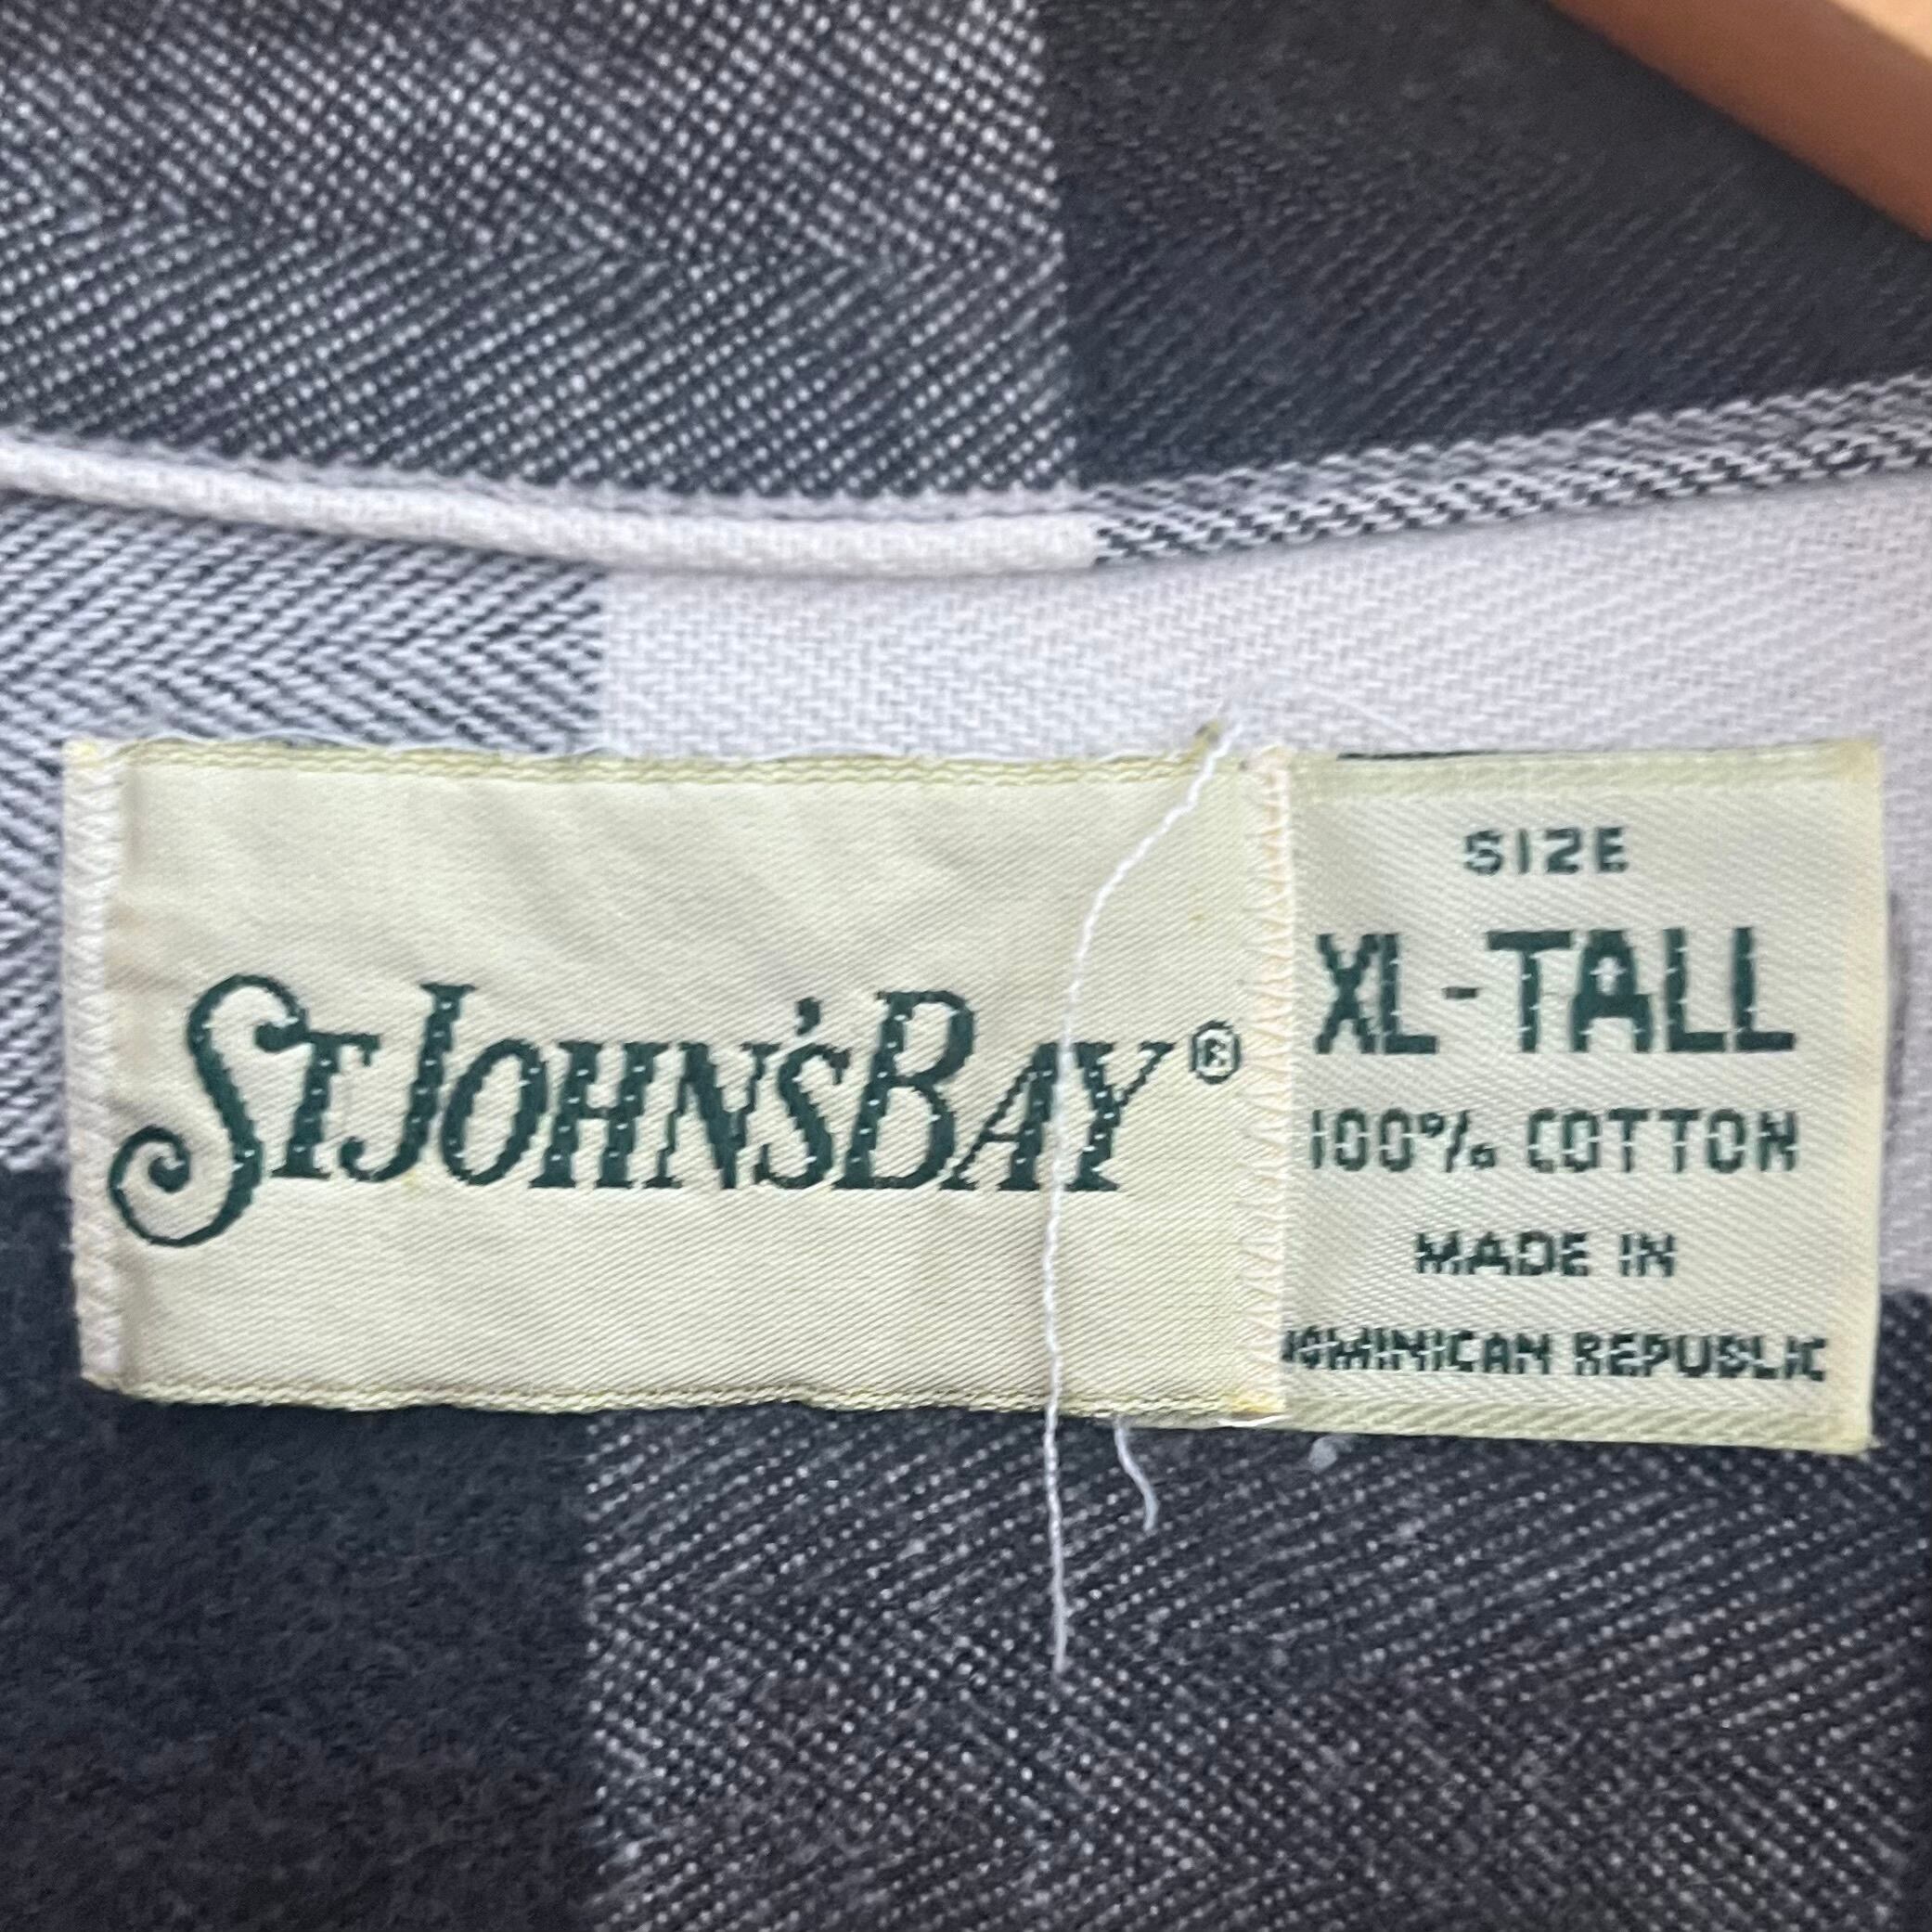 ST JOHN'S BAY®
SIZE
XL-TALL
100% COTTON
MADE IN
DOMINICAN REPUBLIC